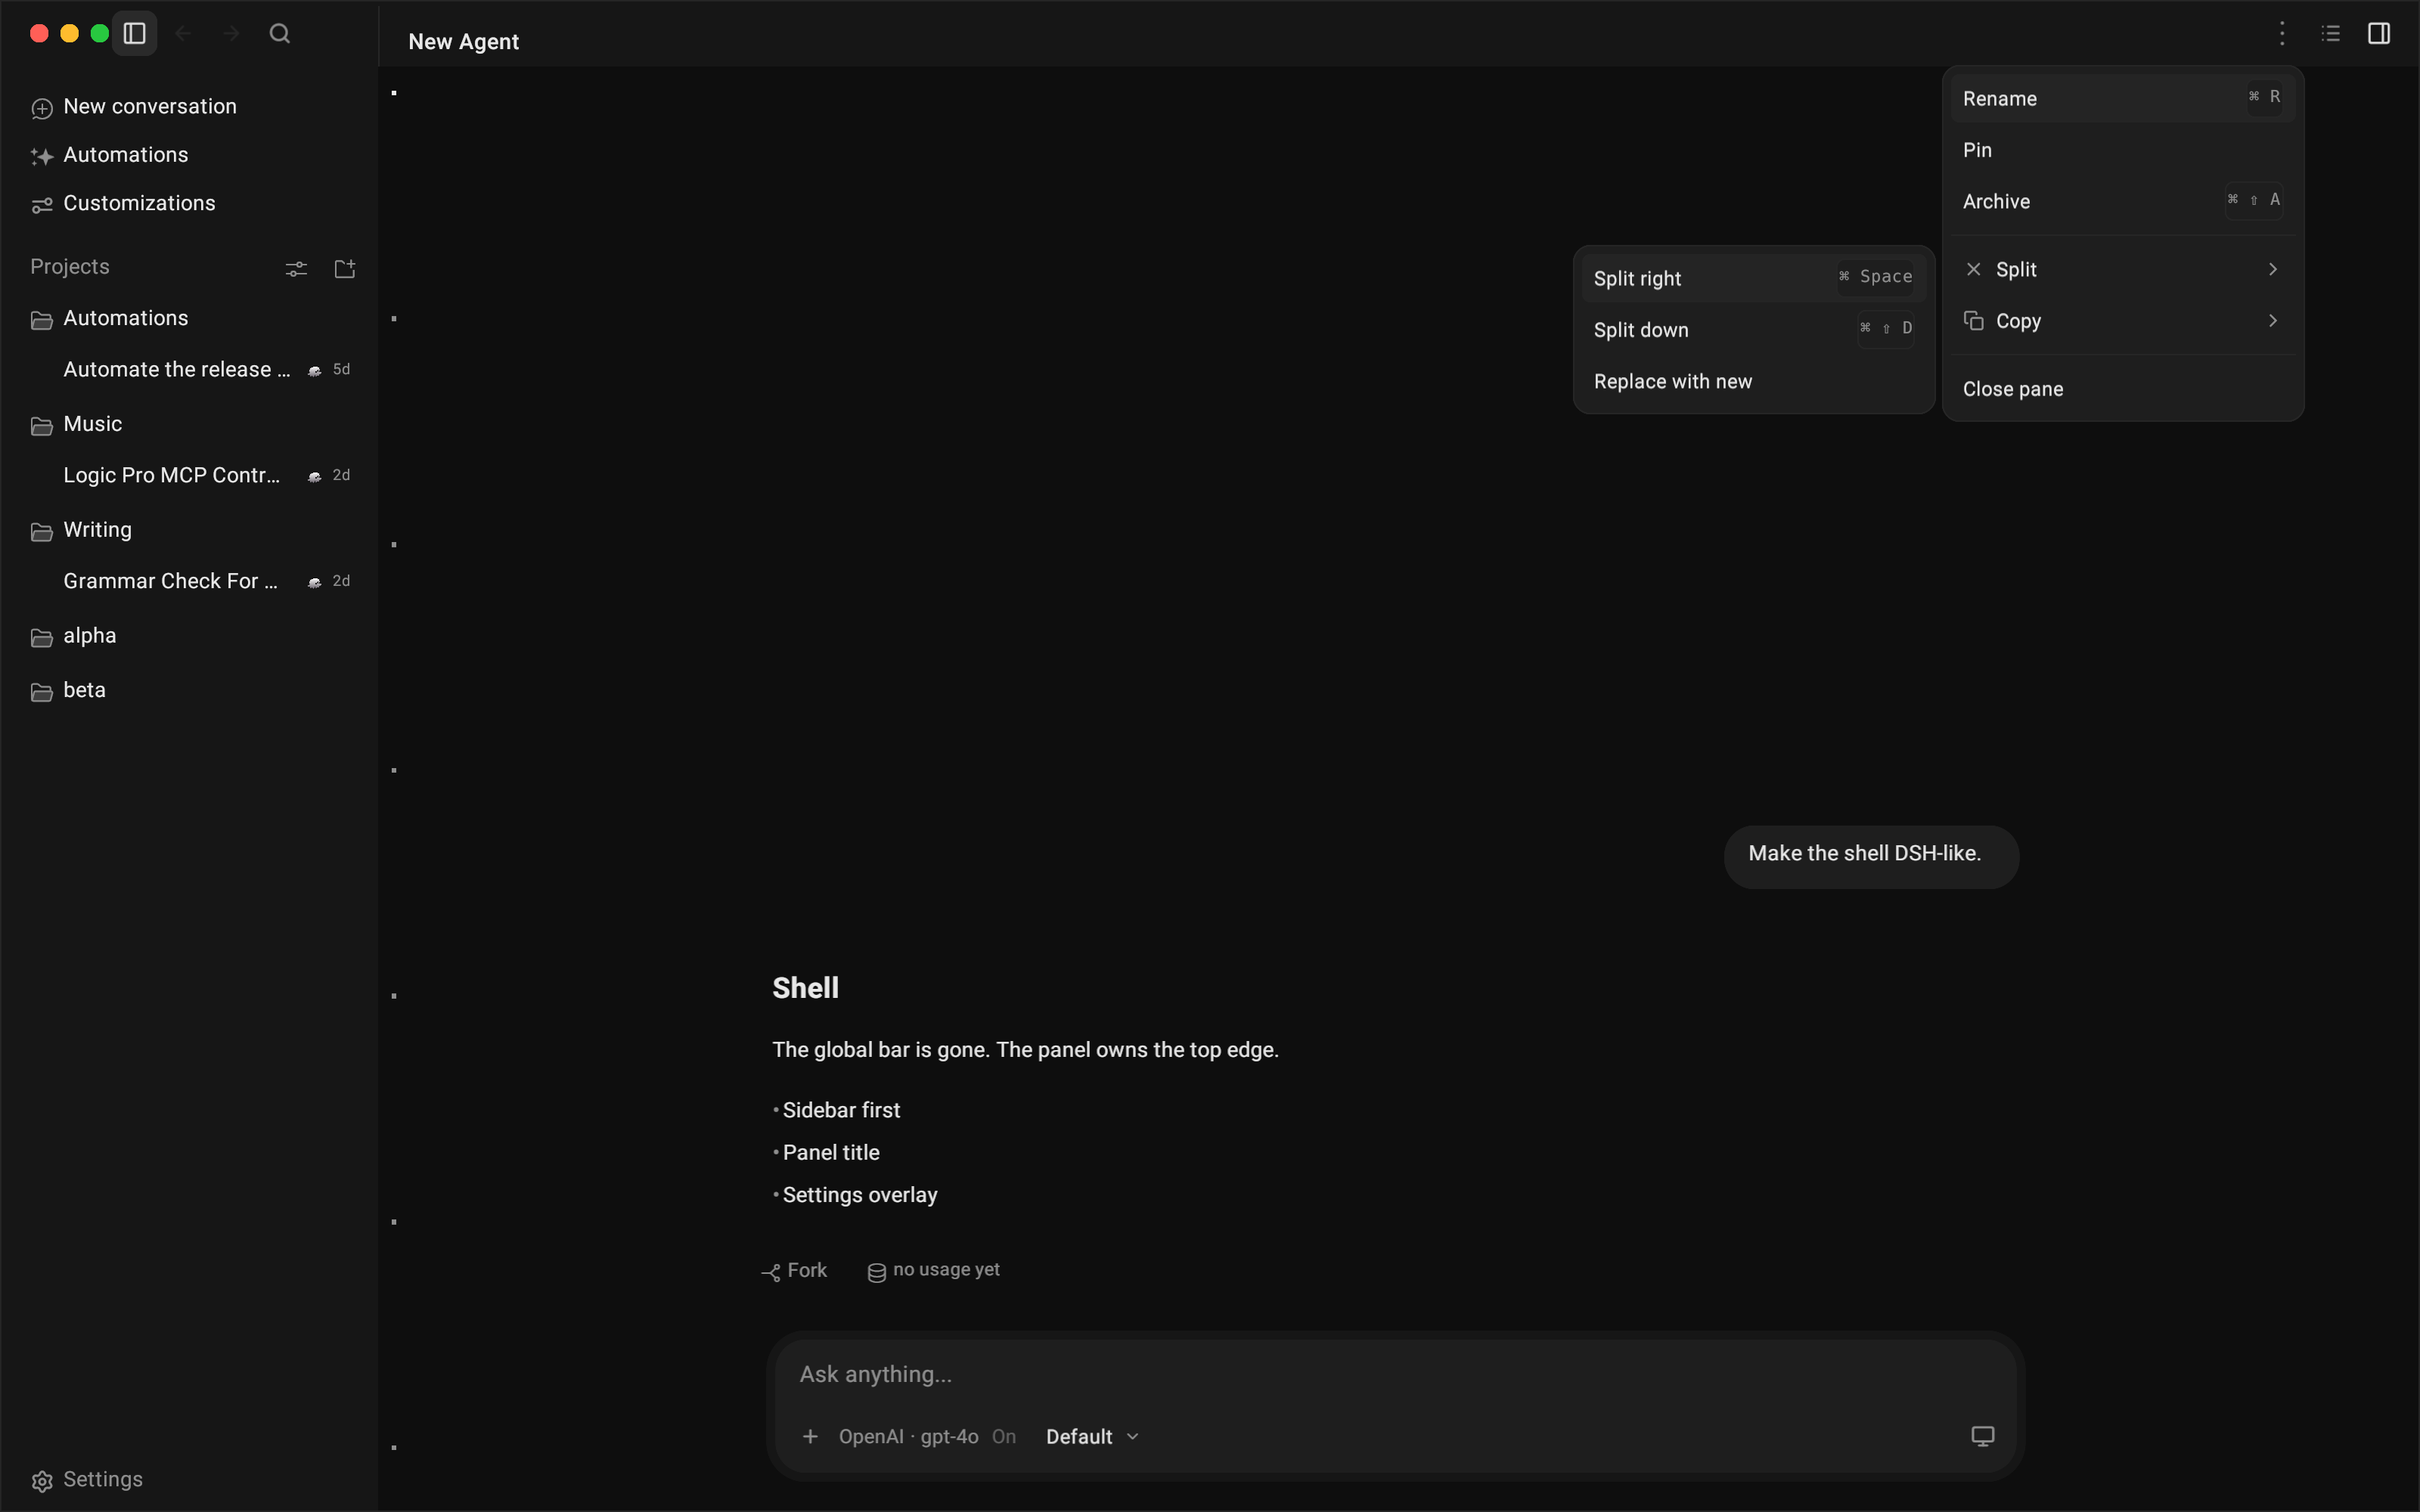 New Agent
New conversation
Automations
Customizations
Projects
Automations
Automate the release ... 5d
Music
Logic Pro MCP Contr... 2d
Writing
Grammar Check For ... 2d
alpha
beta
Settings
Rename ⌘ R
Pin
Archive ⌘ ⇧ A
Split
Copy
Close pane
Split right ⌘ Space
Split down ⌘ ⇧ D
Replace with new
Make the shell DSH-like.
Shell
The global bar is gone. The panel owns the top edge.
• Sidebar first
• Panel title
• Settings overlay
Fork no usage yet
Ask anything...
OpenAI · gpt-4o On Default